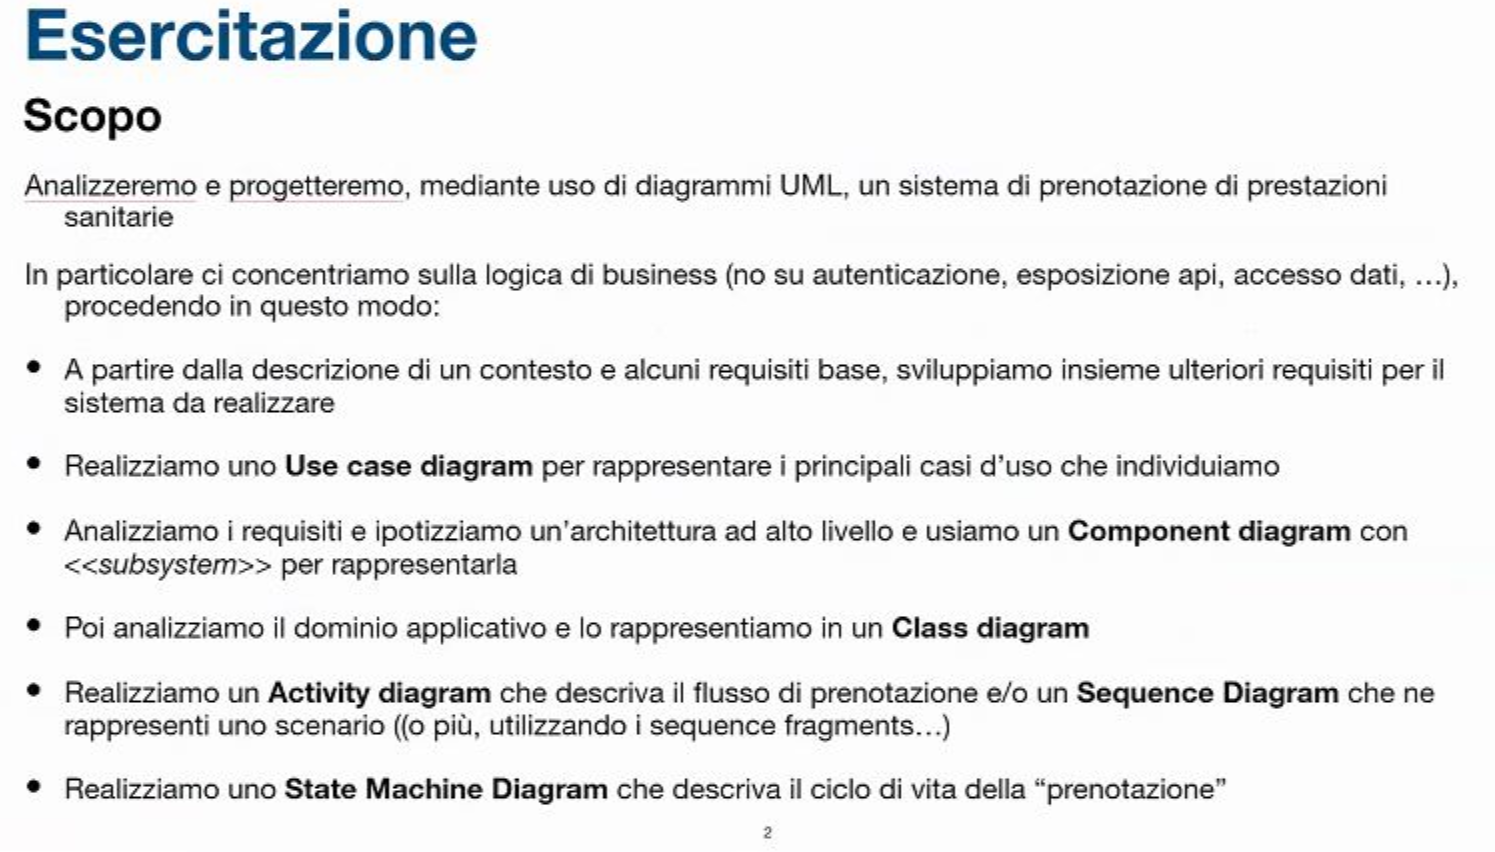 Esercitazione
Scopo
Analizzeremo e progetteremo, mediante uso di diagrammi UML, un sistema di prenotazione di prestazioni
sanitarie
In particolare ci concentriamo sulla logica di business (no su autenticazione, esposizione api, accesso dati, …),
procedendo in questo modo:
• A partire dalla descrizione di un contesto e alcuni requisiti base, sviluppiamo insieme ulteriori requisiti per il
sistema da realizzare
• Realizziamo uno Use case diagram per rappresentare i principali casi d'uso che individuiamo
• Analizziamo i requisiti e ipotizziamo un'architettura ad alto livello e usiamo un Component diagram con
<<subsystem>> per rappresentarla
• Poi analizziamo il dominio applicativo e lo rappresentiamo in un Class diagram
• Realizziamo un Activity diagram che descriva il flusso di prenotazione e/o un Sequence Diagram che ne
rappresenti uno scenario ((o più, utilizzando i sequence fragments…)
• Realizziamo uno State Machine Diagram che descriva il ciclo di vita della “prenotazione”
2